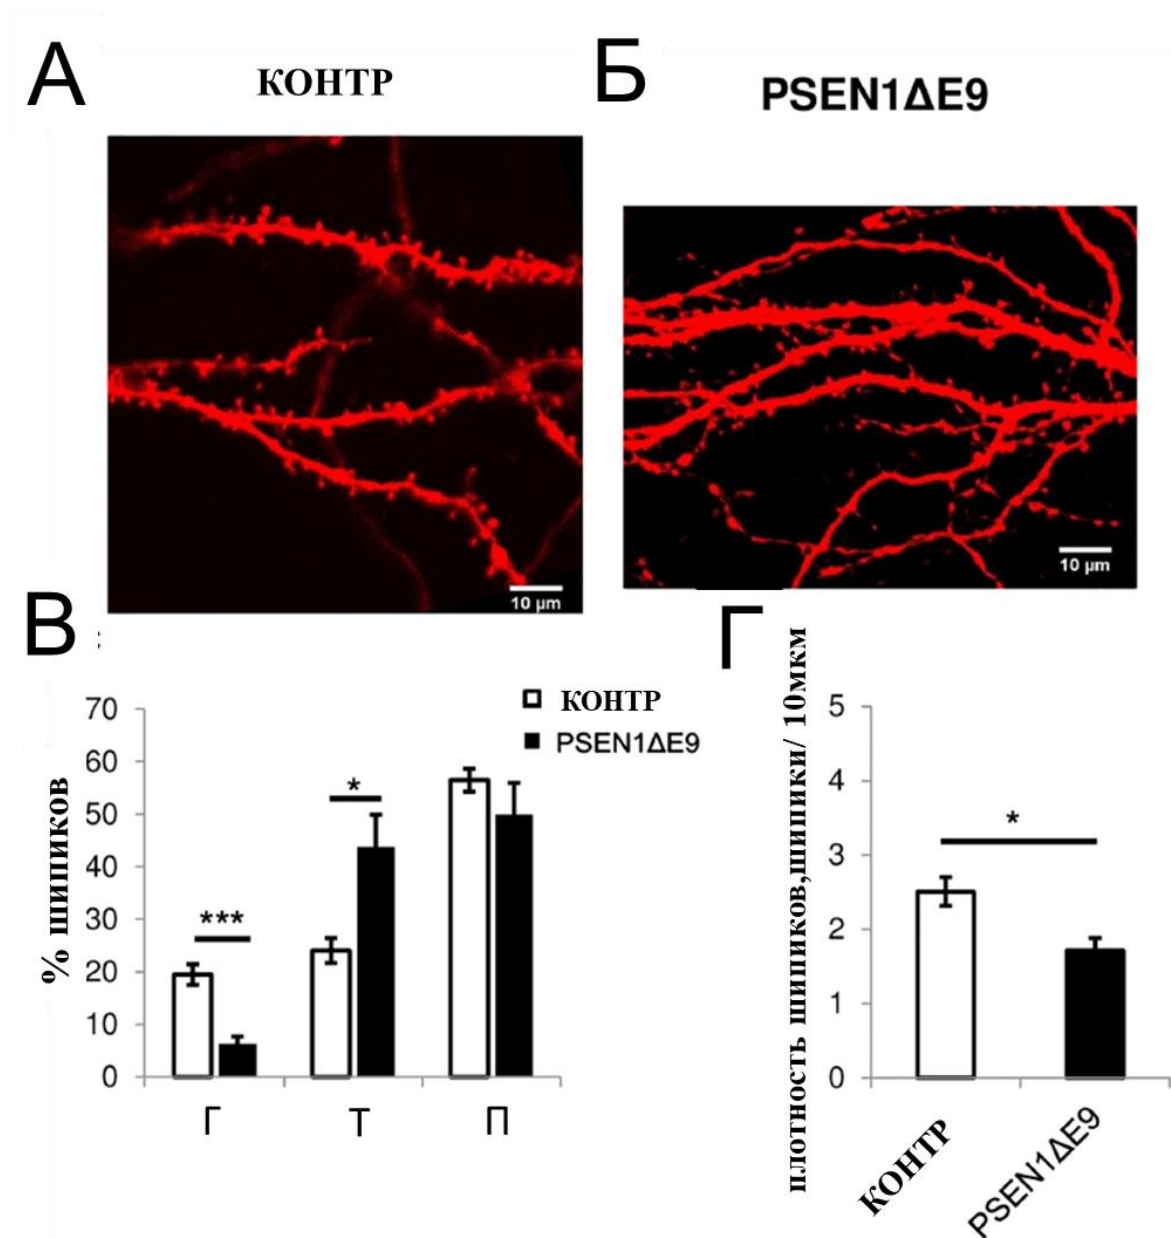 А
КОНТР
Б
PSEN1ΔE9
10 µm
10 µm
В
КОНТР
PSEN1ΔE9
% шипиков
70
60
50
40
30
20
10
0
***
*
Г
Т
П
Г
плотность шипиков,шипики/ 10мкм
5
4
3
2
1
0
*
КОНТР
PSEN1ΔE9